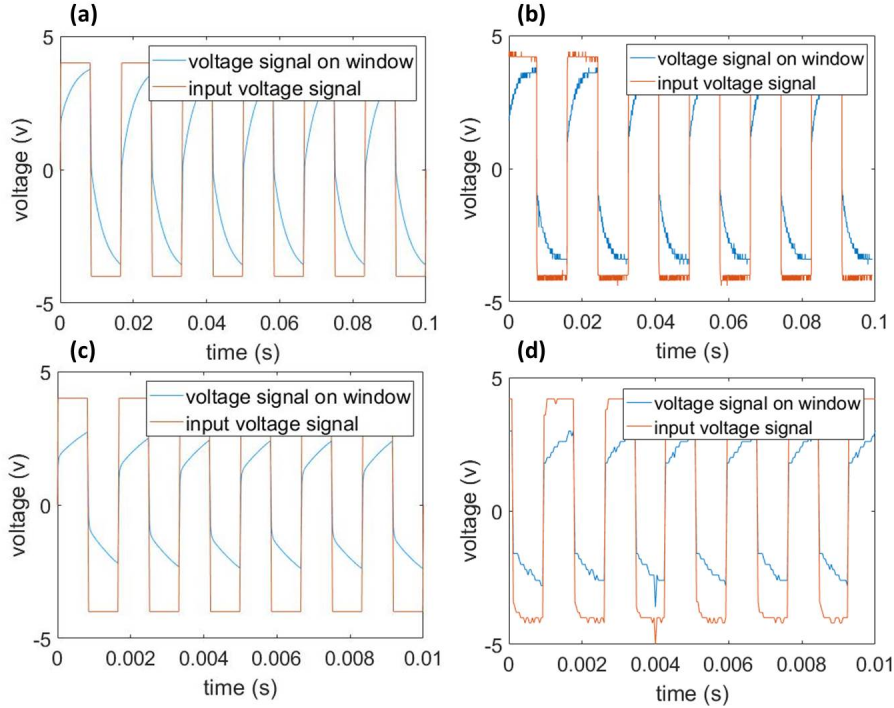 (a)
5
0
-5
voltage (v)
voltage signal on window
input voltage signal
0
0.02
0.04
0.06
0.08
0.1
time (s)
(b)
5
0
-5
voltage (v)
voltage signal on window
input voltage signal
0
0.02
0.04
0.06
0.08
0.1
time (s)
(c)
5
0
-5
voltage (v)
voltage signal on window
input voltage signal
0
0.002
0.004
0.006
0.008
0.01
time (s)
(d)
5
0
-5
voltage (v)
voltage signal on window
input voltage signal
0
0.002
0.004
0.006
0.008
0.01
time (s)